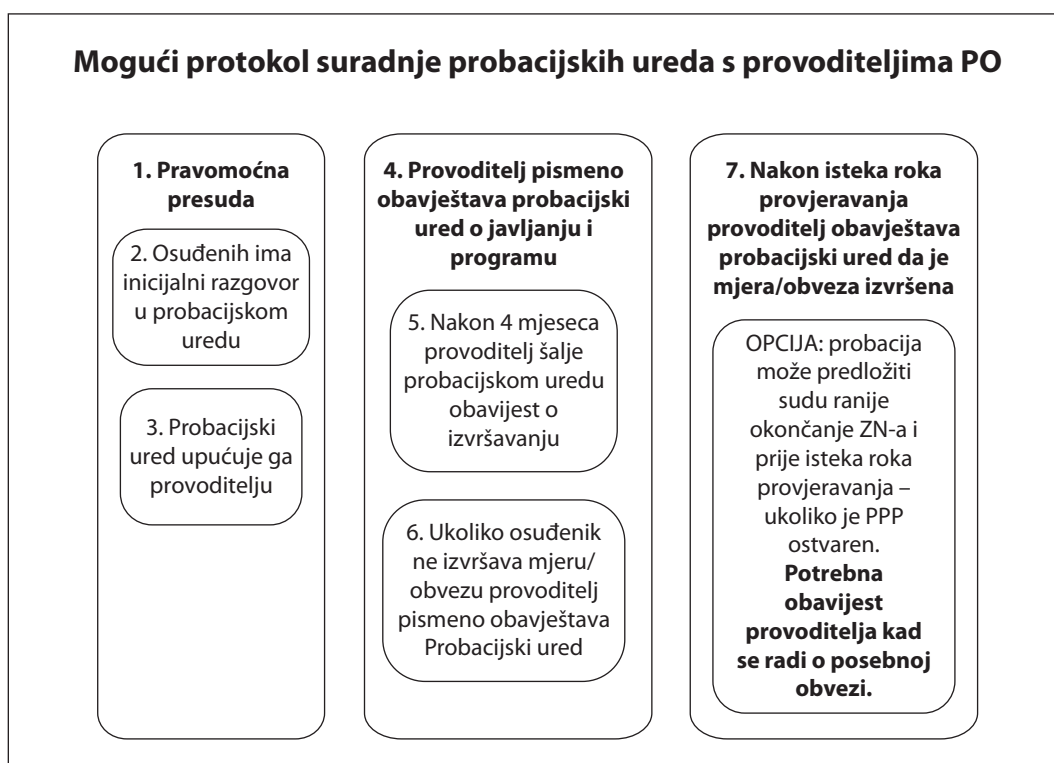 Mogući protokol suradnje probacijskih ureda s provoditeljima PO
1. Pravomoćna
presuda
2. Osuđenih ima
inicijalni razgovor
u probacijskom
uredu
3. Probacijski
ured upućuje ga
provoditelju
4. Provoditelj pismeno
obavještava probacijski
ured o javljanju i
programu
5. Nakon 4 mjeseca
provoditelj šalje
probacijskom uredu
obavijest o
izvršavanju
6. Ukoliko osuđenik
ne izvršava mjeru/
obvezu provoditelj
pismeno obavještava
Probacijski ured
7. Nakon isteka roka
provjeravanja
provoditelj obavještava
probacijski ured da je
mjera/obveza izvršena
OPCIJA: probacija
može predložiti
sudu ranije
okončanje ZN-a i
prije isteka roka
provjeravanja –
ukoliko je PPP
ostvaren.
Potrebna
obavijest
provoditelja kad
se radi o posebnoj
obvezi.